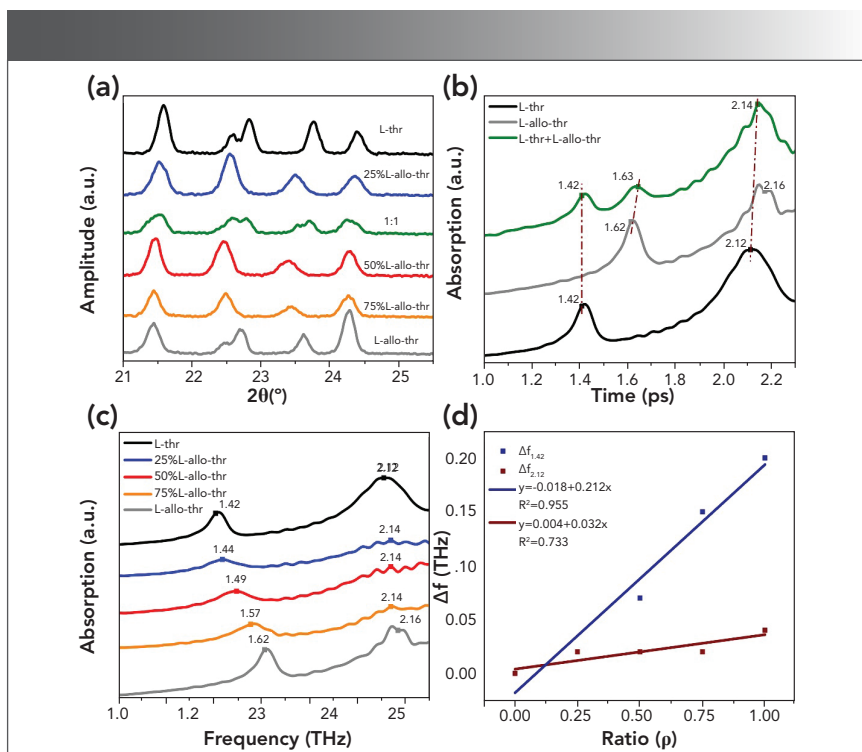 (a)
Amplitude (a.u.)
L-thr
25%L-allo-thr
1:1
50%L-allo-thr
75%L-allo-thr
L-allo-thr
21 22 23 24 25
2θ(º)
(b)
Absorption (a.u.)
L-thr
L-allo-thr
L-thr+L-allo-thr
2.14
1.42
1.63
2.16
1.62
2.12
1.42
1.0 1.2 1.4 1.6 1.8 2.0 2.2
Time (ps)
(c)
Absorption (a.u.)
L-thr
25%L-allo-thr
50%L-allo-thr
75%L-allo-thr
L-allo-thr
2.12
1.42
2.14
1.44
2.14
1.49
2.14
1.57
2.16
1.62
1.0 1.2 23 24 25
Frequency (THz)
(d)
Δf (THz)
Δf1.42
Δf2.12
y=-0.018+0.212x
R²=0.955
y=0.004+0.032x
R²=0.733
0.20
0.15
.10
0.05
0.00
0.00 0.25 0.50 0.75 1.00
Ratio (ρ)